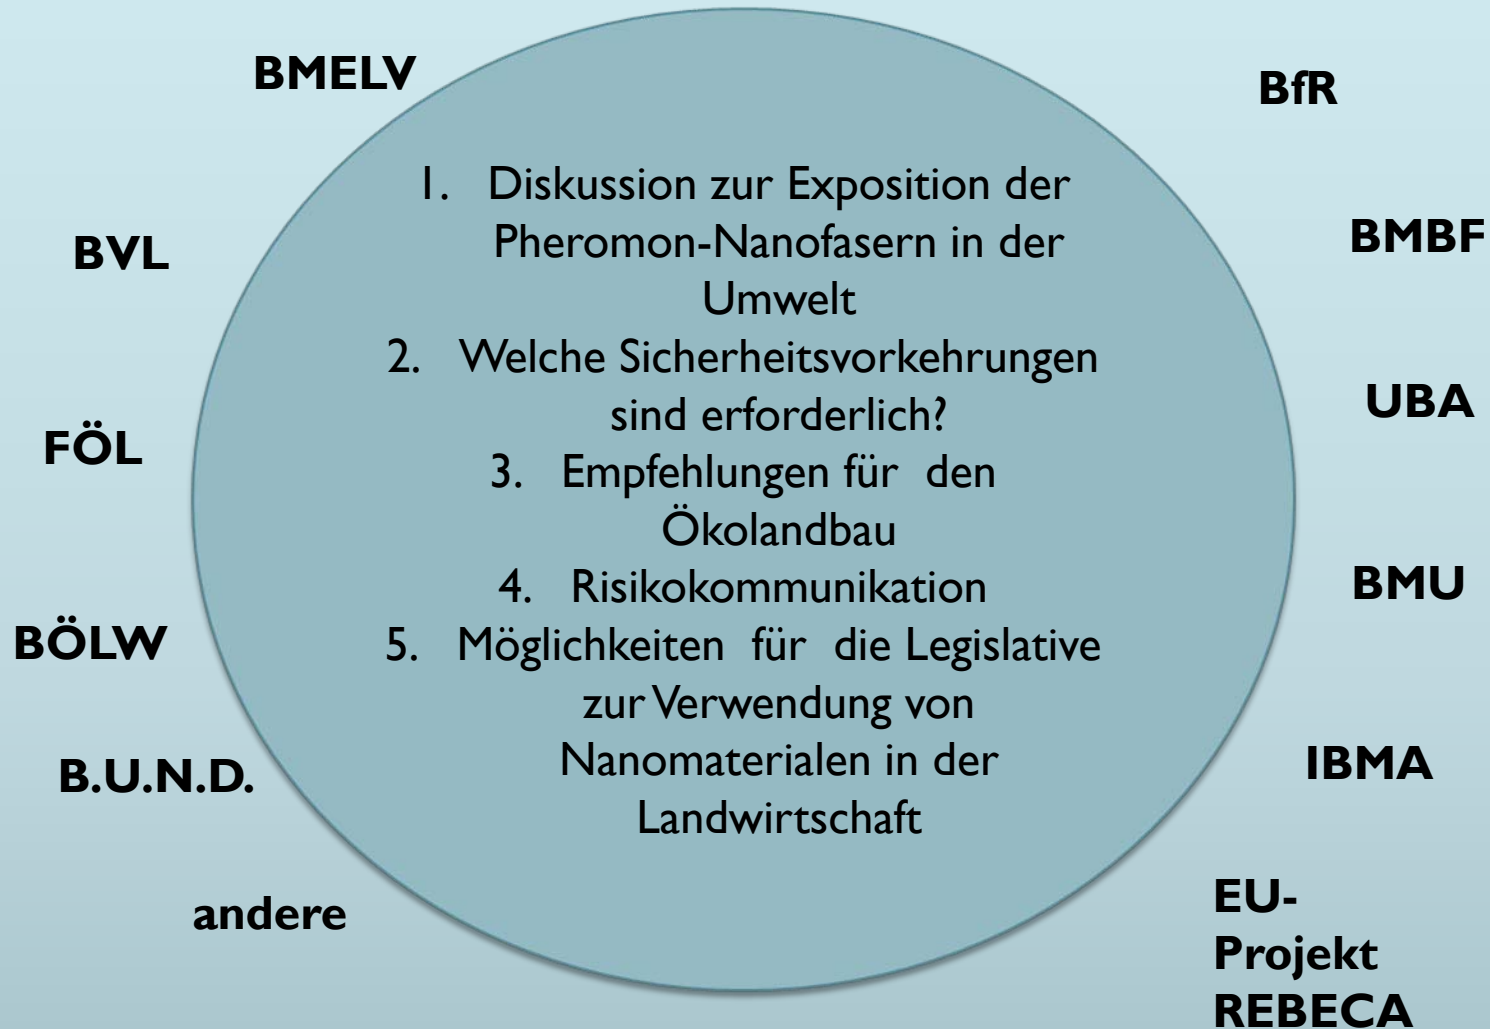 BMELV
BfR
1. Diskussion zur Exposition der
Pheromon-Nanofasern in der
Umwelt
2. Welche Sicherheitsvorkehrungen
sind erforderlich?
3. Empfehlungen für den
Ökolandbau
4. Risikokommunikation
5. Möglichkeiten für die Legislative
zur Verwendung von
Nanomaterialen in der
Landwirtschaft
BVL
FÖL
BÖLW
B.U.N.D.
andere
BMBF
UBA
BMU
IBMA
EU-
Projekt
REBECA